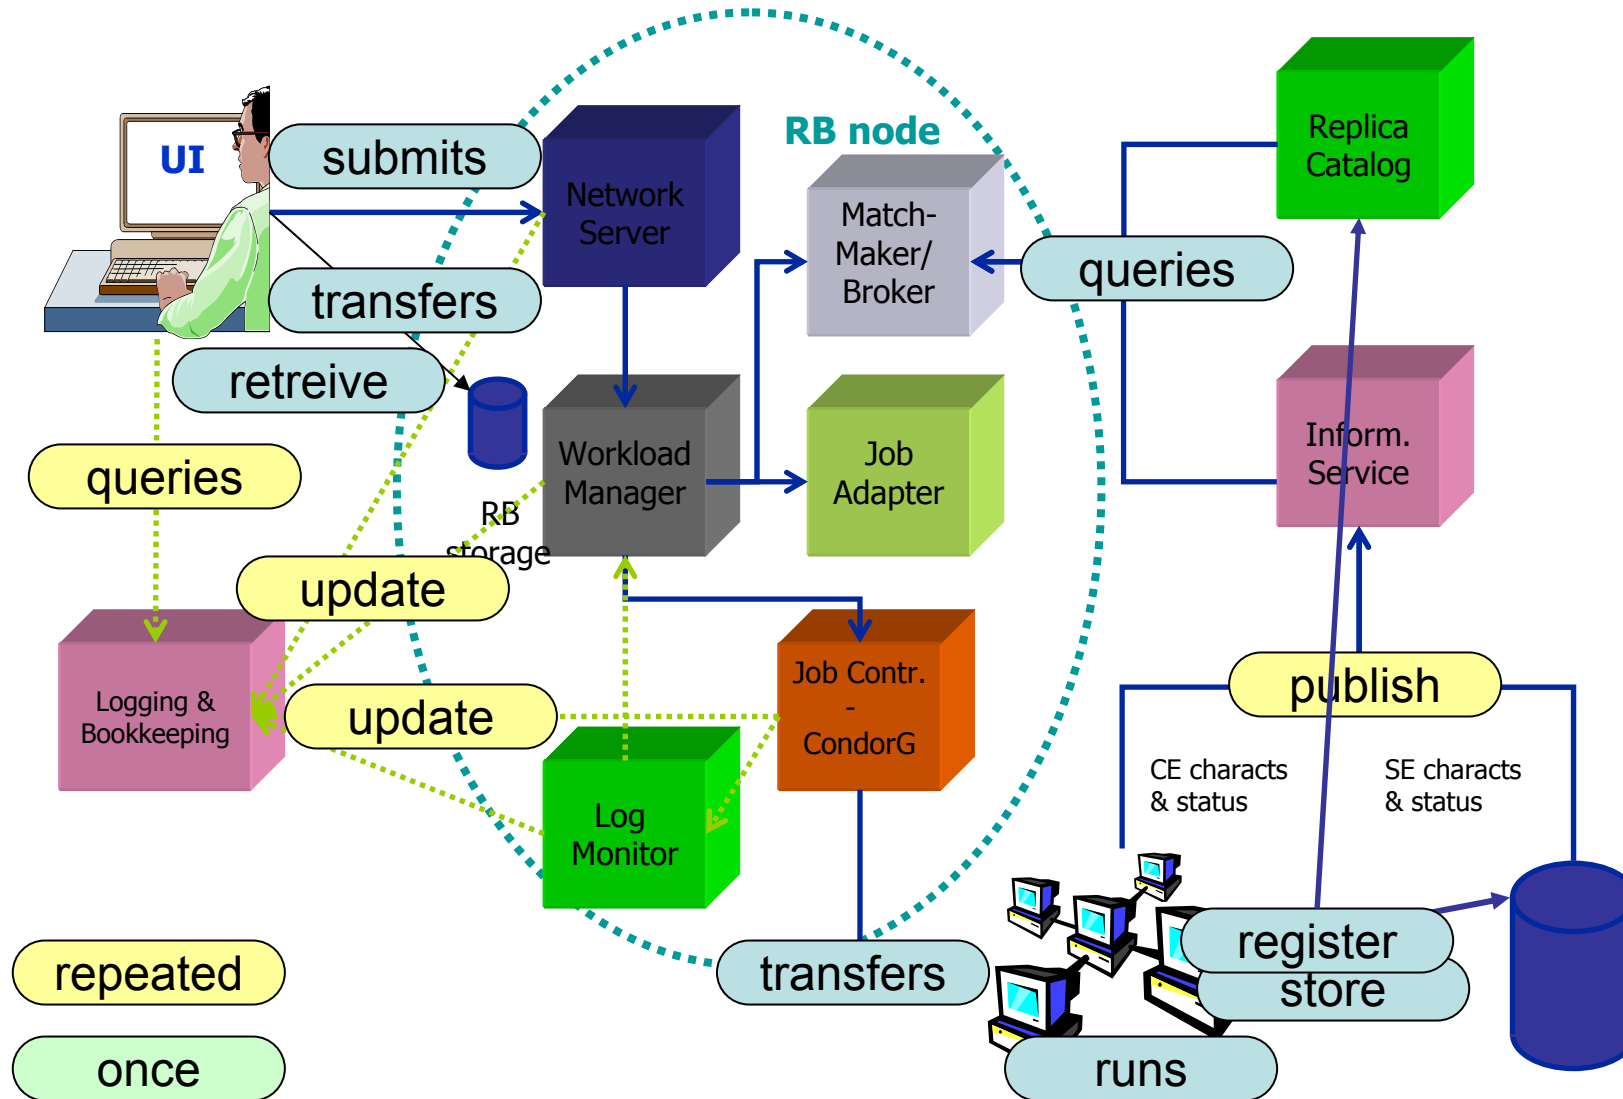 UI
submits
transfers
retreive
queries
RB node
Network
Server
Match-
Maker/
Broker
queries
Replica
Catalog
Workload
Manager
Job
Adapter
Inform.
Service
RB
storage
update
update
Logging &
Bookkeeping
Job Contr.
-
CondorG
Log
Monitor
publish
CE characts
& status
SE characts
& status
transfers
register
store
runs
repeated
once